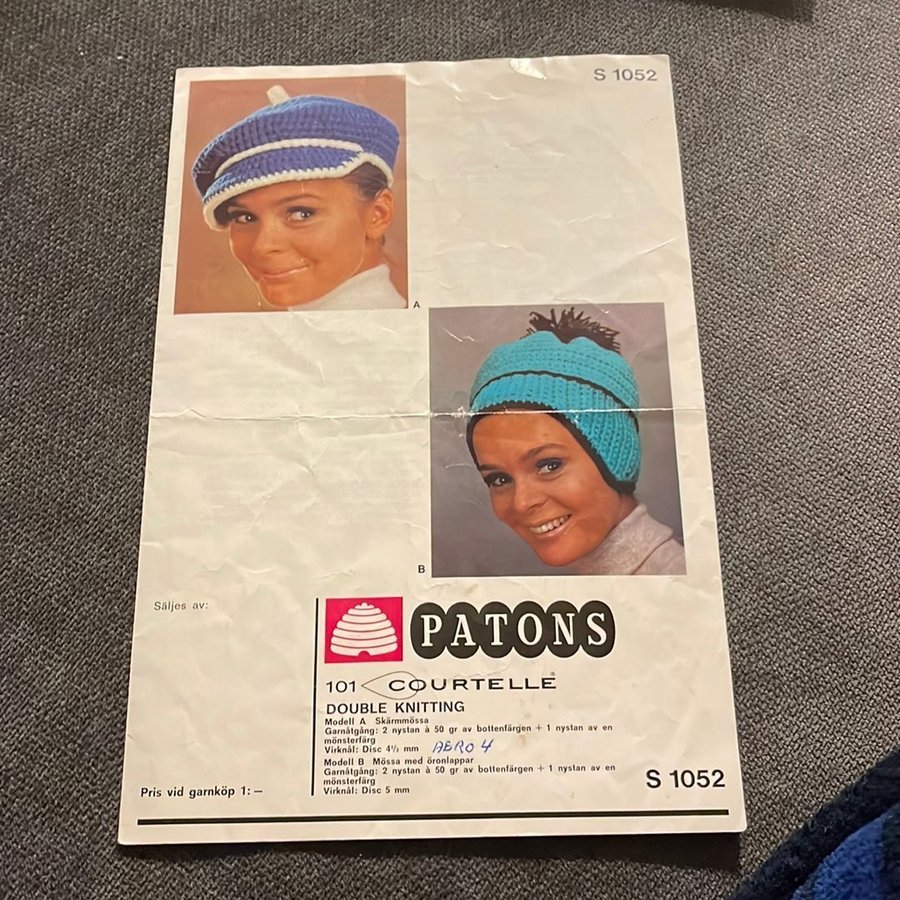 S 1052
A
B
Säljes av:
PATONS
101 COURTELLE®
DOUBLE KNITTING
Modell A Skärmmössa
Garnåtgång: 2 nystan à 50 gr av bottenfärgen + 1 nystan av en
mönsterfärg
Virknål: Disc 4½ mm AERO 4
Modell B Mössa med öronlappar
Garnåtgång: 2 nystan à 50 gr av bottenfärgen + 1 nystan av en
mönsterfärg
Virknål: Disc 5 mm
Pris vid garnköp 1:—
S 1052